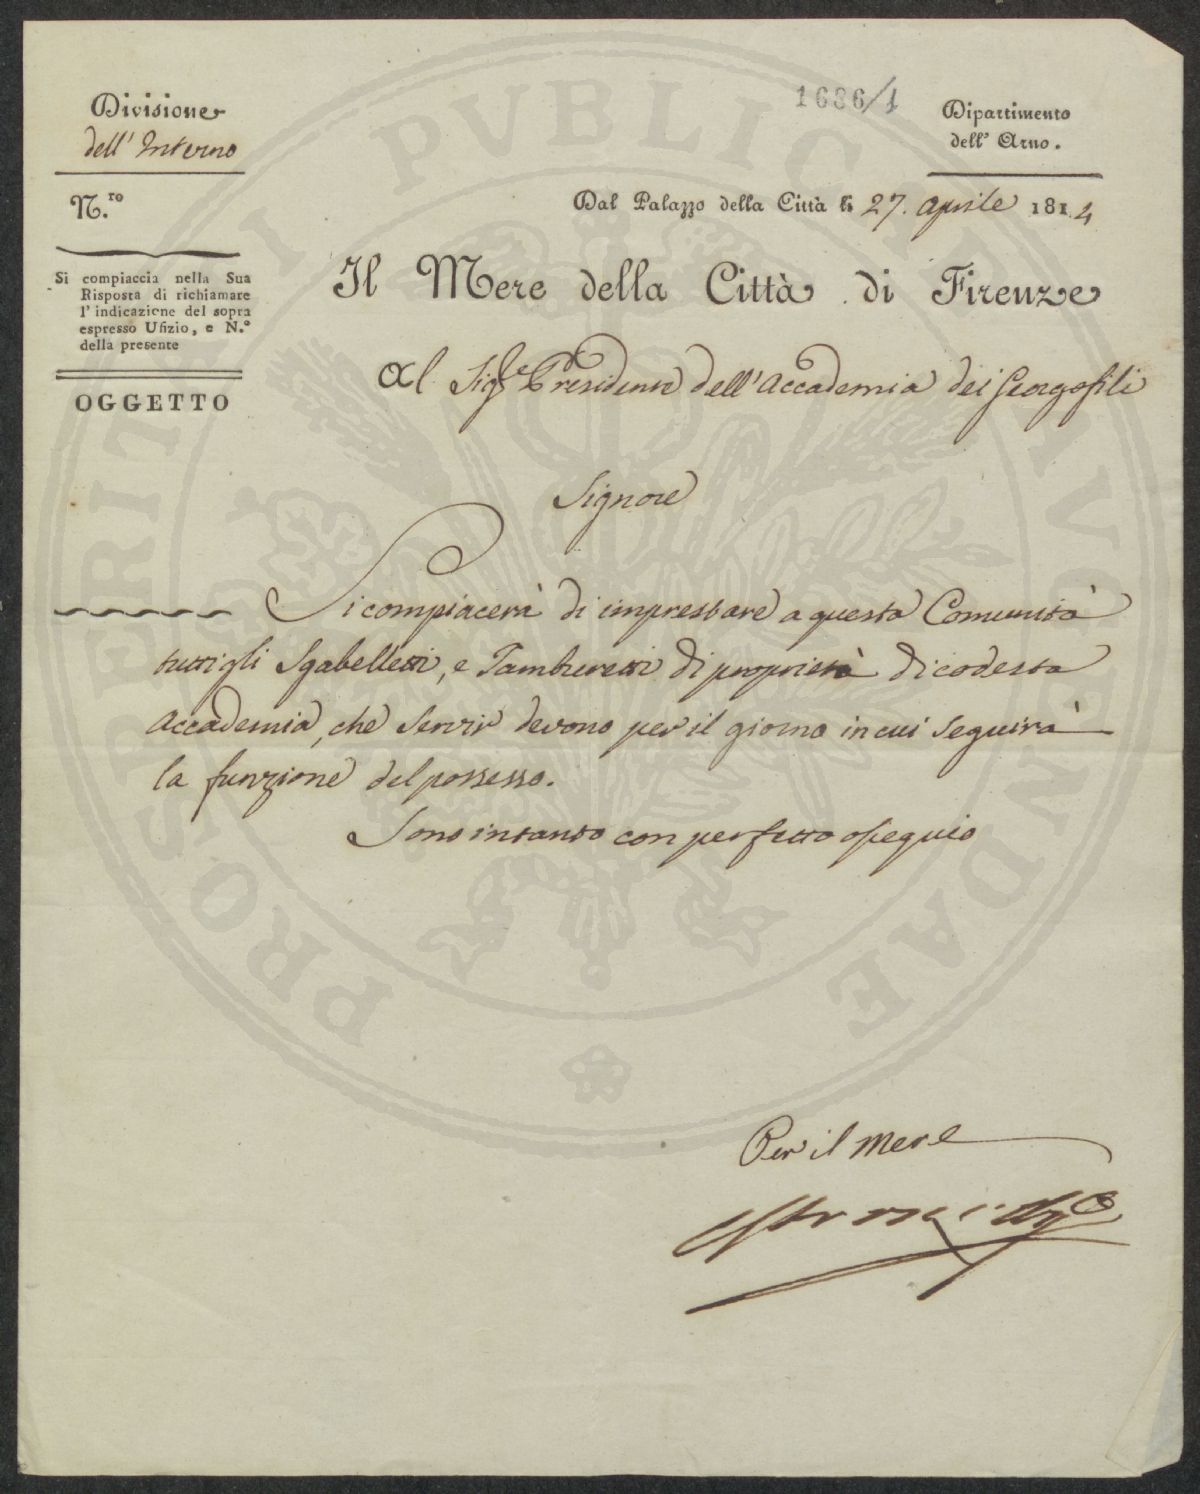 1686/1
Divisione
dell' Interno
Dipartimento
dell' Arno.
N.ro
Dal Palazzo della Città li 27. aprile 1814
Si compiaccia nella Sua
Risposta di richiamare
l' indicazione del sopra
espresso Ufizio, e N.º
della presente
OGGETTO
Il Mere della Città di Firenze
Al Sig.e Presidente dell'Accademia dei Georgofili
Signore
Si compiacerà di imprestare a questa Comunità
tutti gli Sgabelletti, e Tamburetti di proprietà di codesta
Accademia, che servir devono per il giorno in cui seguirà
la funzione del possesso.
Sono intanto con perfetto ossequio
Per il Mere
PROSPERITATI PVBLICAE AVGENDAE